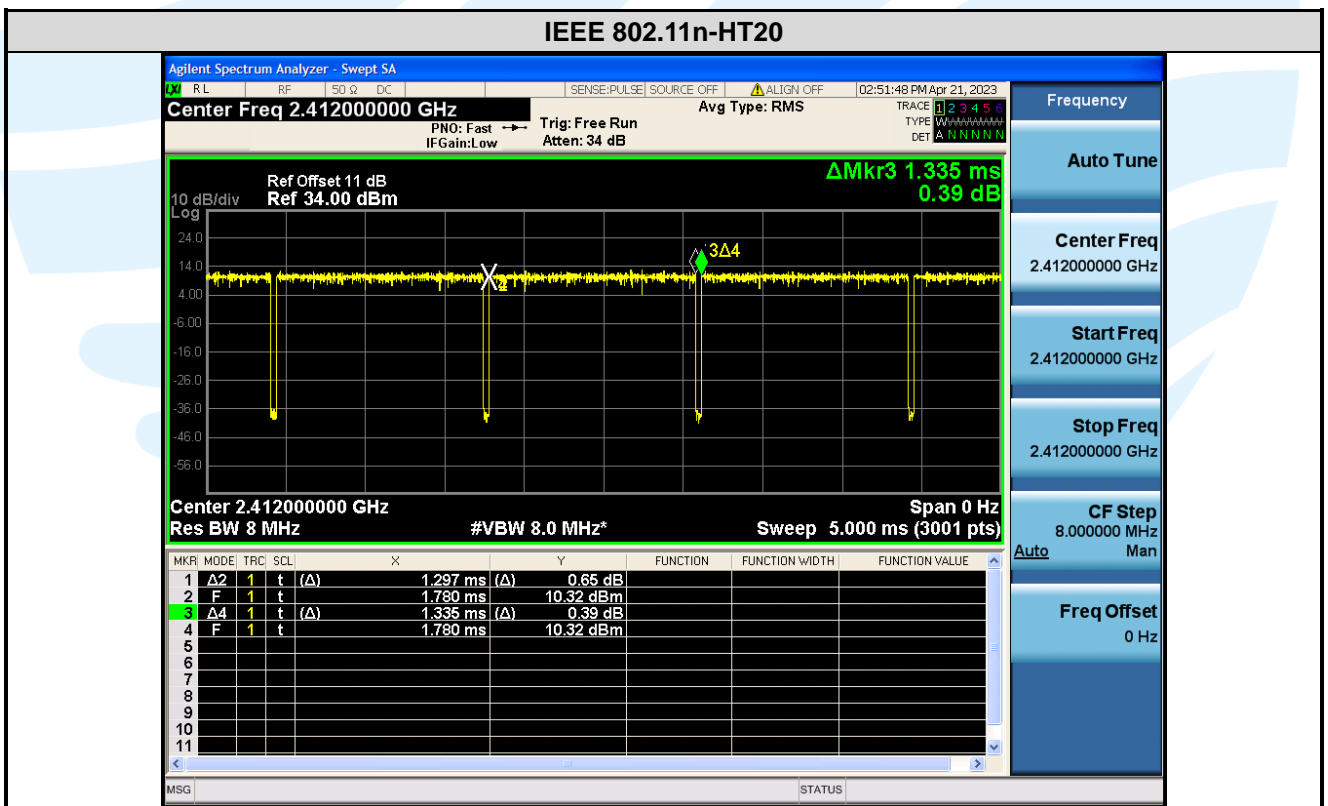 IEEE 802.11n-HT20
Agilent Spectrum Analyzer - Swept SA
LXI RL RF 50 Ω DC SENSE:PULSE SOURCE OFF ALIGN OFF 02:51:48 PM Apr 21, 2023
Center Freq 2.412000000 GHz
PNO: Fast
IFGain:Low
Trig: Free Run
Atten: 34 dB
Avg Type: RMS
TRACE 1 2 3 4 5 6
TYPE WWWWWW
DET A N N N N N
ΔMkr3 1.335 ms
0.39 dB
Ref Offset 11 dB
10 dB/div Ref 34.00 dBm
Log
24.0
14.0
4.00
-6.00
-16.0
-26.0
-36.0
-46.0
-56.0
3Δ4
Center 2.412000000 GHz Span 0 Hz
Res BW 8 MHz #VBW 8.0 MHz* Sweep 5.000 ms (3001 pts)
MKR MODE TRC SCL X Y FUNCTION FUNCTION WIDTH FUNCTION VALUE
1 Δ2 1 t (Δ) 1.297 ms (Δ) 0.65 dB
2 F 1 t 1.780 ms 10.32 dBm
3 Δ4 1 t (Δ) 1.335 ms (Δ) 0.39 dB
4 F 1 t 1.780 ms 10.32 dBm
5
6
7
8
9
10
11
MSG STATUS
Frequency
Auto Tune
Center Freq
2.412000000 GHz
Start Freq
2.412000000 GHz
Stop Freq
2.412000000 GHz
CF Step
8.000000 MHz
Auto Man
Freq Offset
0 Hz